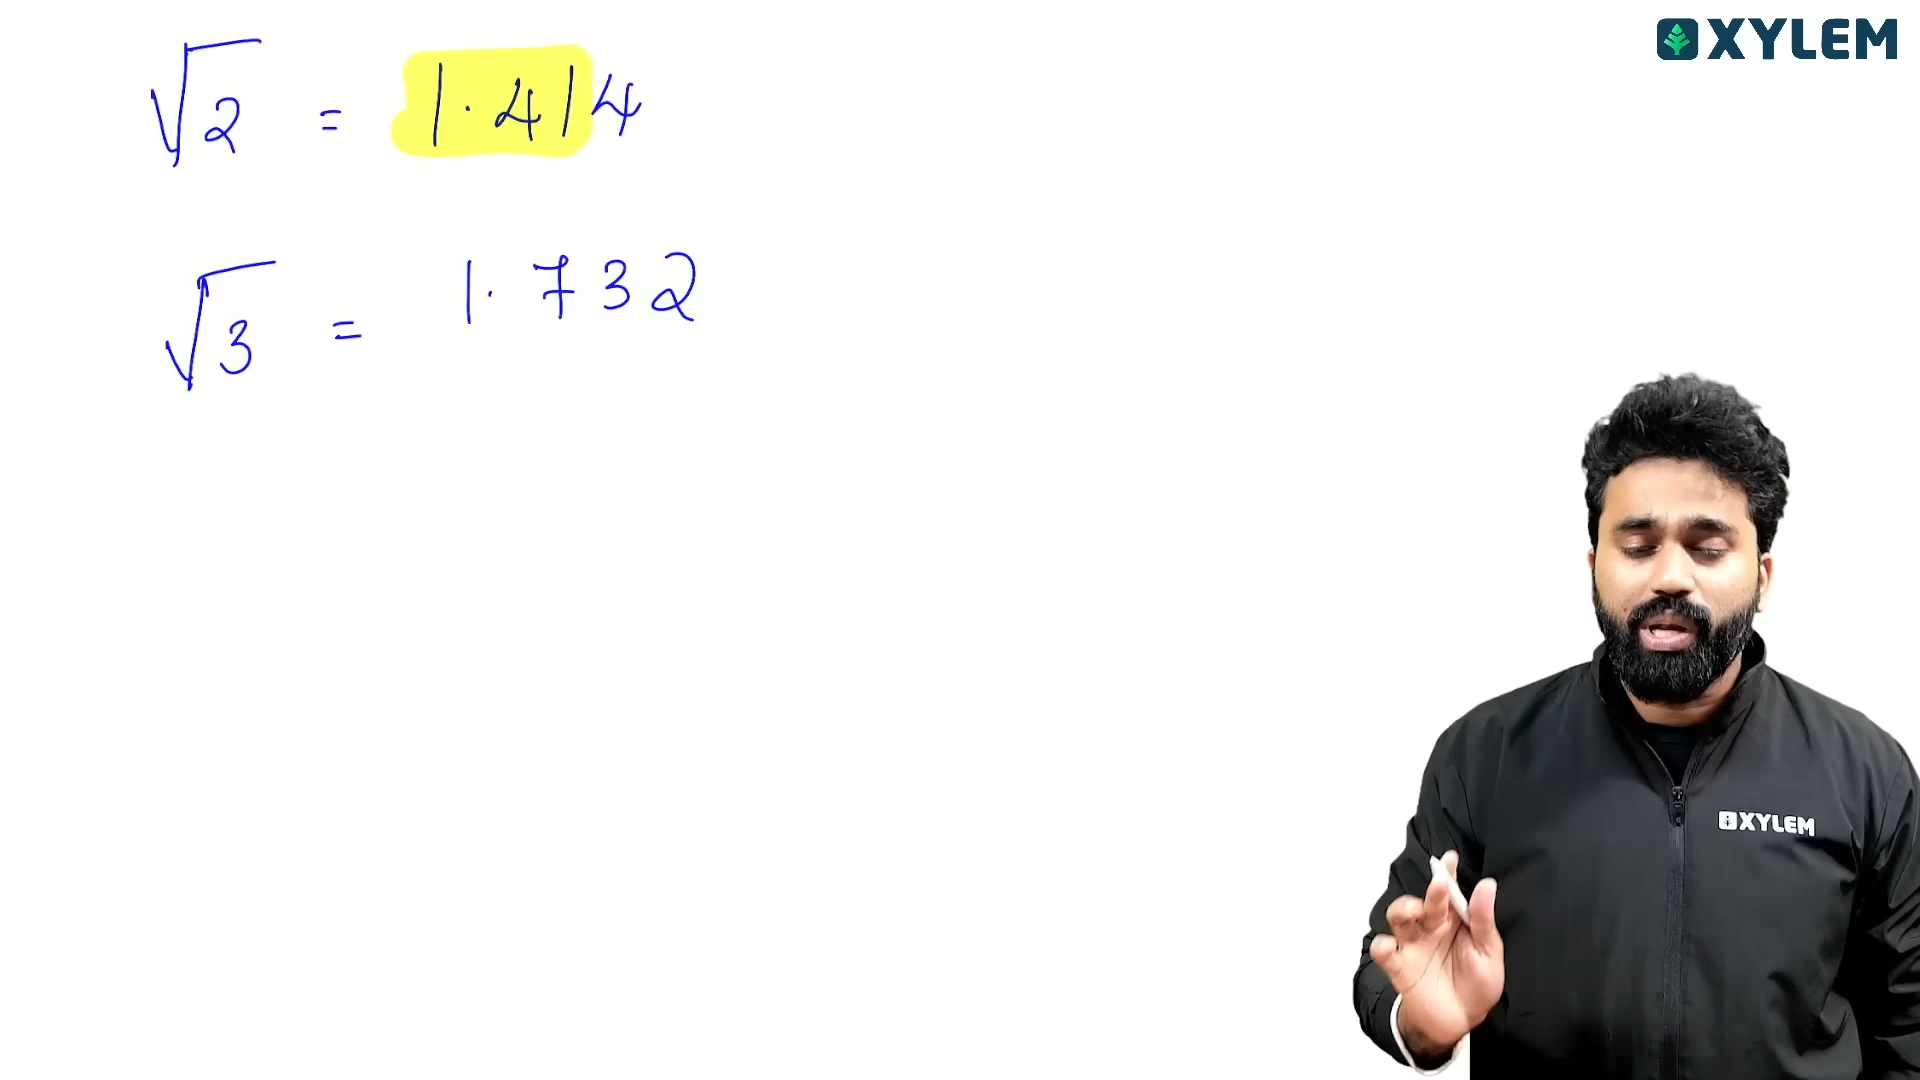 XYLEM
√2 = 1.414
√3 = 1.732
XYLEM